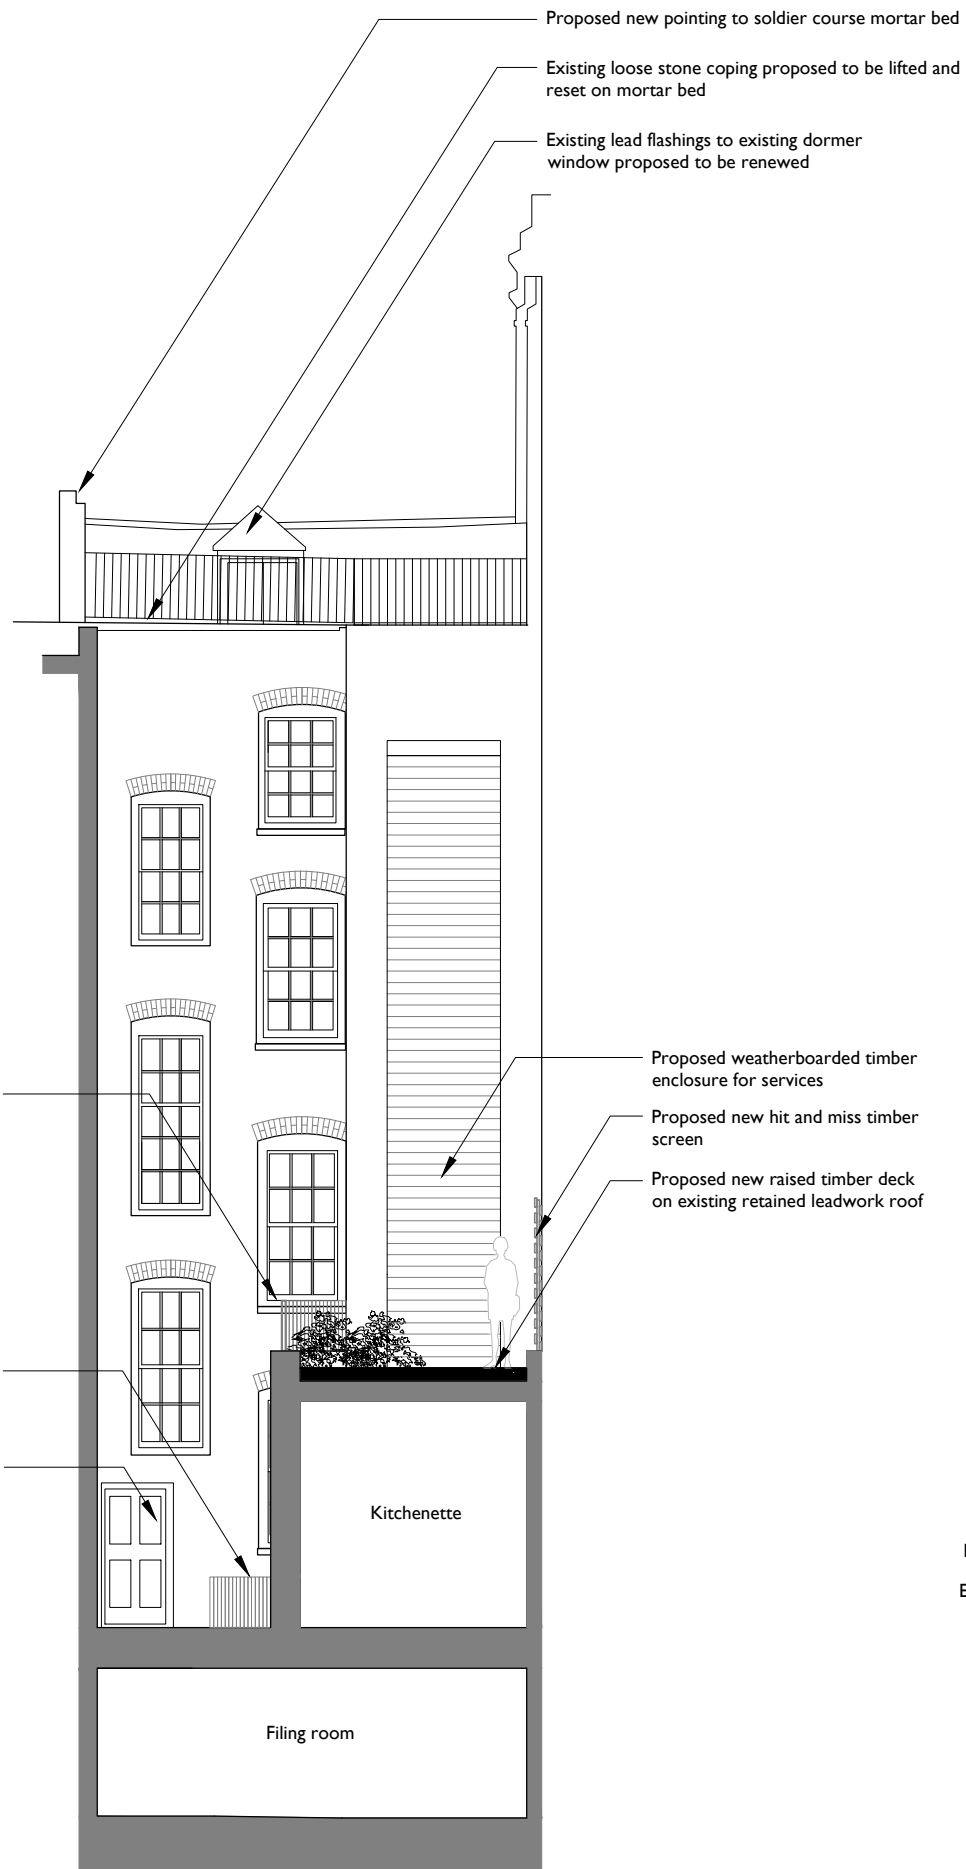 Proposed new pointing to soldier course mortar bed
Existing loose stone coping proposed to be lifted and
reset on mortar bed
Existing lead flashings to existing dormer
window proposed to be renewed
Proposed weatherboarded timber
enclosure for services
Proposed new hit and miss timber
screen
Proposed new raised timber deck
on existing retained leadwork roof
Kitchenette
Filing room